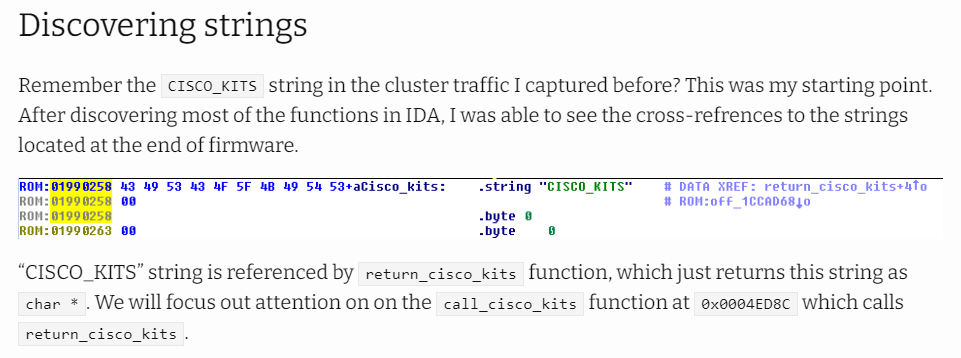 Discovering strings
Remember the CISCO_KITS string in the cluster traffic I captured before? This was my starting point.
After discovering most of the functions in IDA, I was able to see the cross-refrences to the strings
located at the end of firmware.
ROM:01990258 43 49 53 43 4F 5F 4B 49 54 53+aCisco_kits: .string "CISCO_KITS" # DATA XREF: return_cisco_kits+4↑o
ROM:01990258 00 # ROM:off_1CCAD68↓o
ROM:01990258 .byte 0
ROM:01990263 00 .byte 0
“CISCO_KITS” string is referenced by return_cisco_kits function, which just returns this string as
char *. We will focus out attention on on the call_cisco_kits function at 0x0004ED8C which calls
return_cisco_kits.